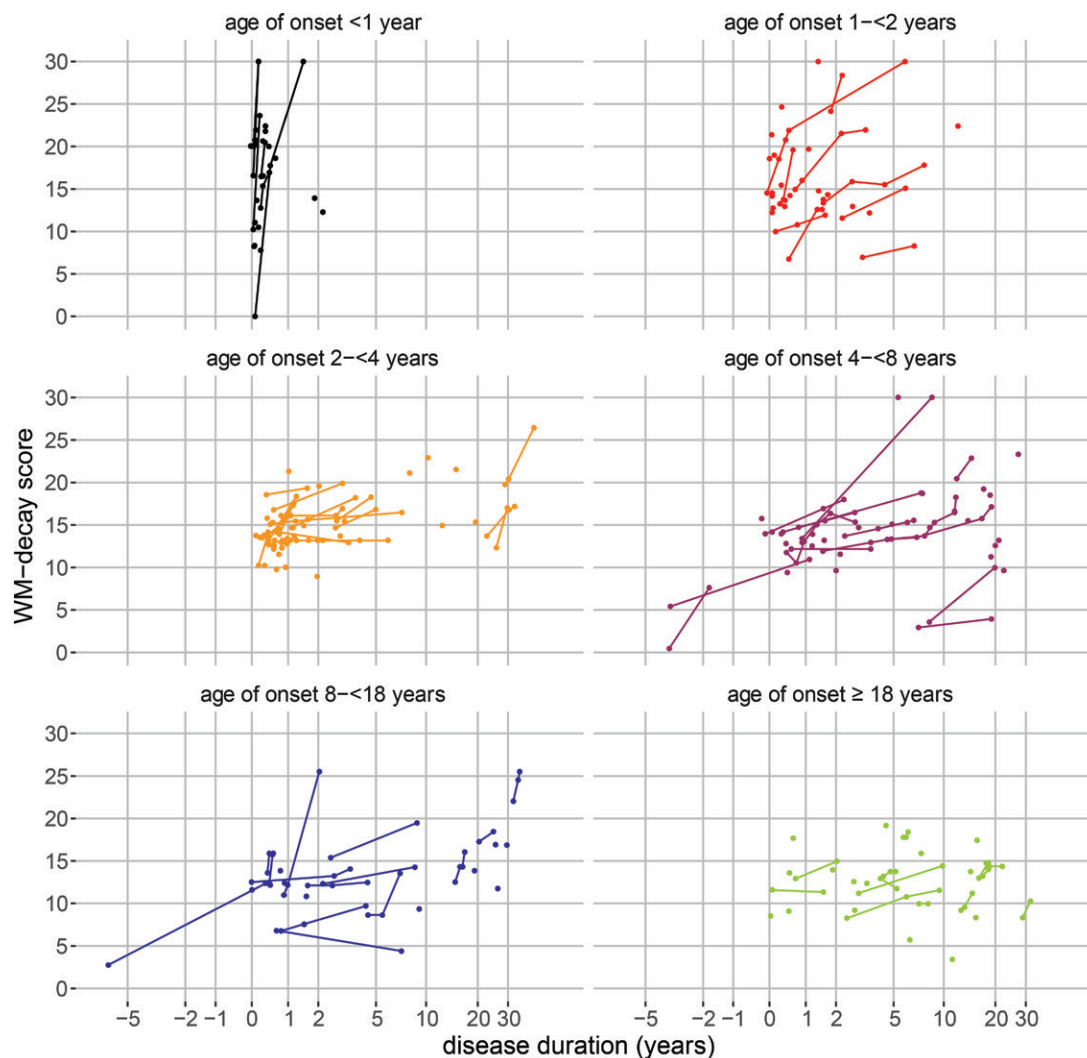 age of onset <1 year
age of onset 1−<2 years
30
25
20
15
10
5
0
age of onset 2−<4 years
age of onset 4−<8 years
30
25
20
15
10
5
0
WM−decay score
age of onset 8−<18 years
age of onset ≥ 18 years
30
25
20
15
10
5
0
−5 −2 −1 0 1 2 5 10 20 30
−5 −2 −1 0 1 2 5 10 20 30
disease duration (years)